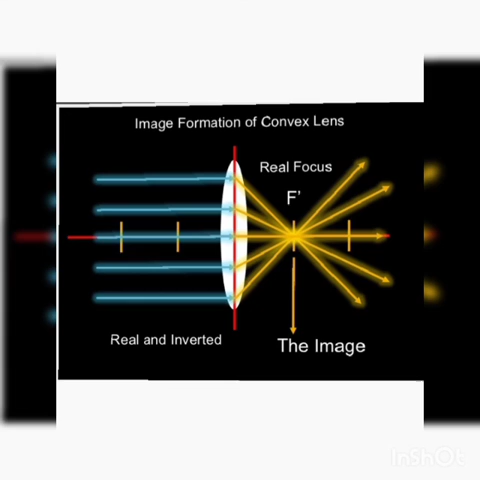 Image Formation of Convex Lens
Real Focus
F'
Real and Inverted
The Image
InShOt